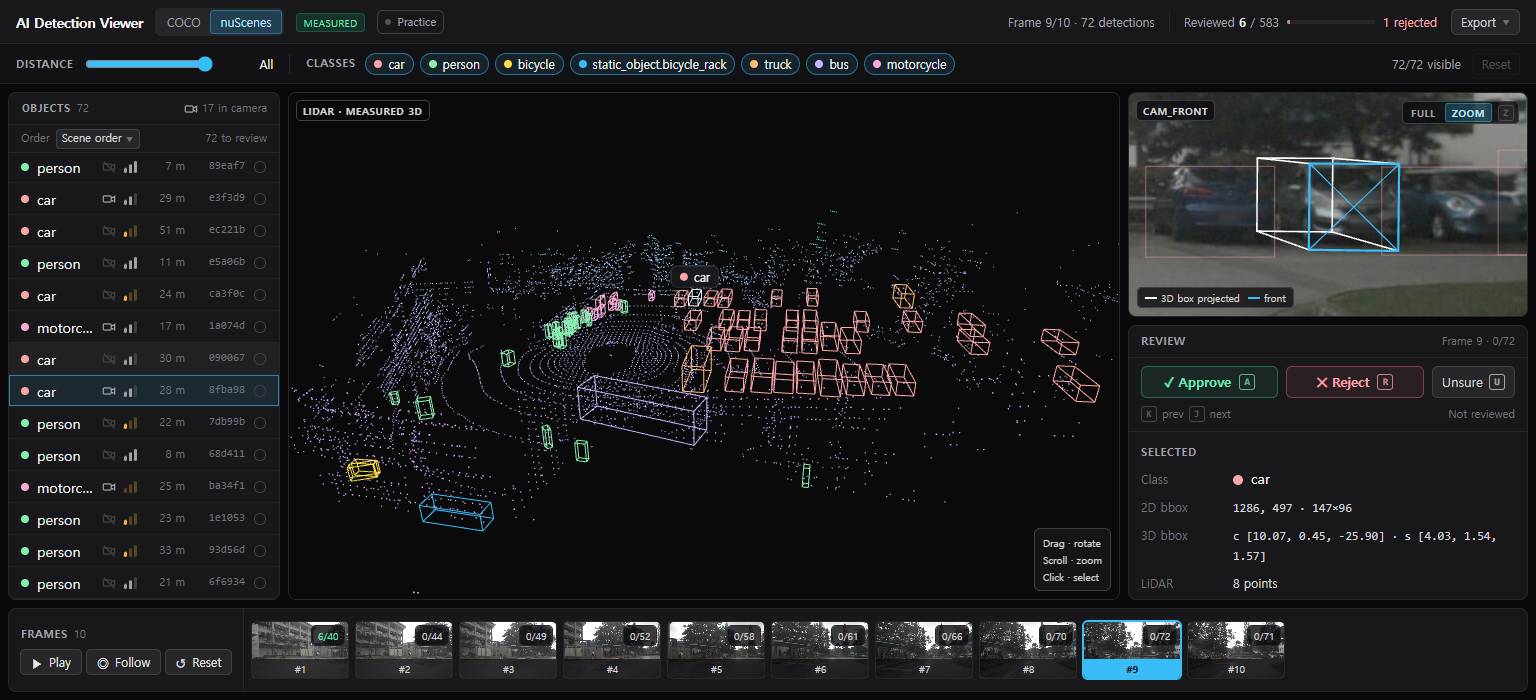 AI Detection Viewer COCO nuScenes MEASURED Practice Frame 9/10 · 72 detections Reviewed 6 / 583 1 rejected Export
DISTANCE All CLASSES car person bicycle static_object.bicycle_rack truck bus motorcycle 72/72 visible Reset
OBJECTS 72 17 in camera
Order Scene order 72 to review
person 7 m 89eaf7
car 29 m e3f3d9
car 51 m ec221b
person 11 m e5a06b
car 24 m ca3f0c
motorc... 17 m 1a074d
car 30 m 090067
car 28 m 8fba98
person 22 m 7db99b
person 8 m 68d411
motorc... 25 m ba34f1
person 23 m 1e1053
person 33 m 93d56d
person 21 m 6f6934
LIDAR · MEASURED 3D
car
Drag · rotate
Scroll · zoom
Click · select
CAM_FRONT FULL ZOOM Z
3D box projected front
REVIEW Frame 9 · 0/72
✓ Approve A ✕ Reject R Unsure U
K prev J next Not reviewed
SELECTED
Class car
2D bbox 1286, 497 · 147×96
3D bbox c [10.07, 0.45, -25.90] · s [4.03, 1.54,
1.57]
LiDAR 8 points
FRAMES 10
Play Follow Reset
6/40 0/44 0/49 0/52 0/58 0/61 0/66 0/70 0/72 0/71
#1 #2 #3 #4 #5 #6 #7 #8 #9 #10